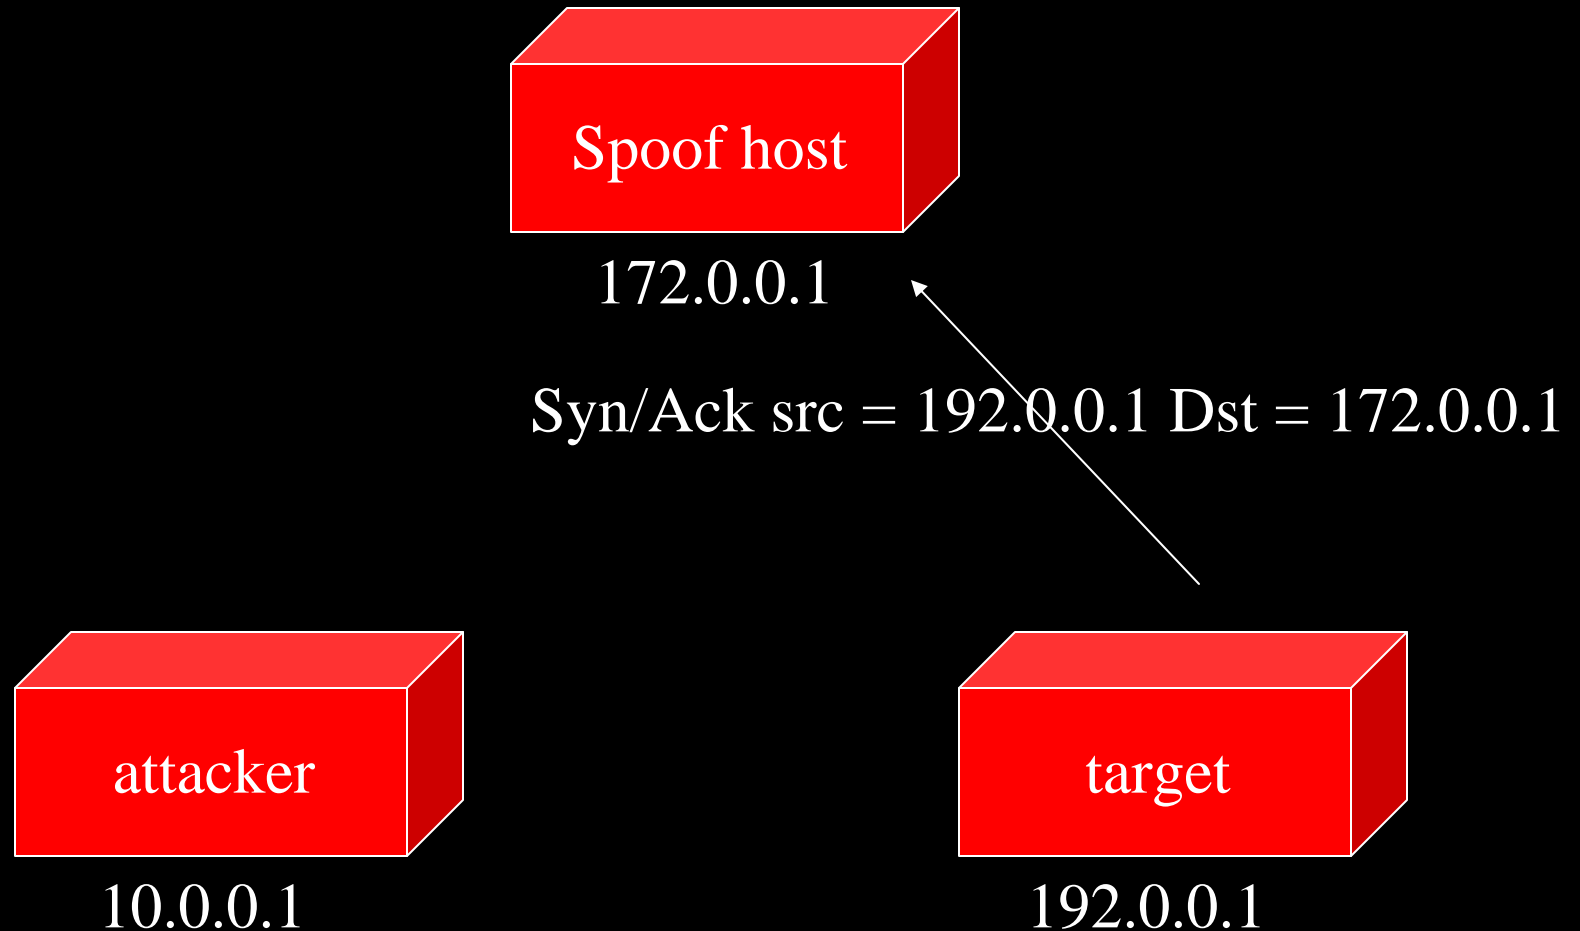 Spoof host
172.0.0.1
Syn/Ack src = 192.0.0.1 Dst = 172.0.0.1
attacker
target
10.0.0.1
192.0.0.1